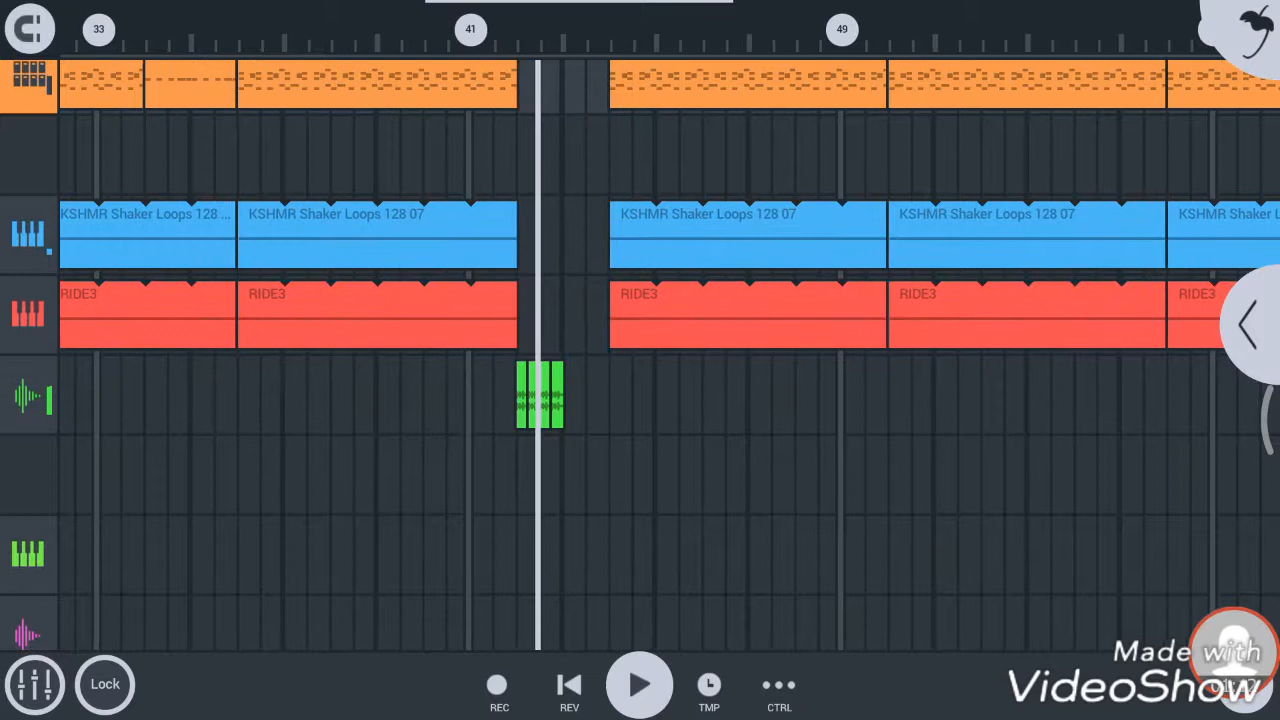 33
41
49
KSHMR Shaker Loops 128 ...
KSHMR Shaker Loops 128 07
KSHMR Shaker Loops 128 07
KSHMR Shaker Loops 128 07
KSHMR Shaker L
RIDE3
RIDE3
RIDE3
RIDE3
RIDE3
Lock
REC
REV
TMP
CTRL
Made with
VideoShow